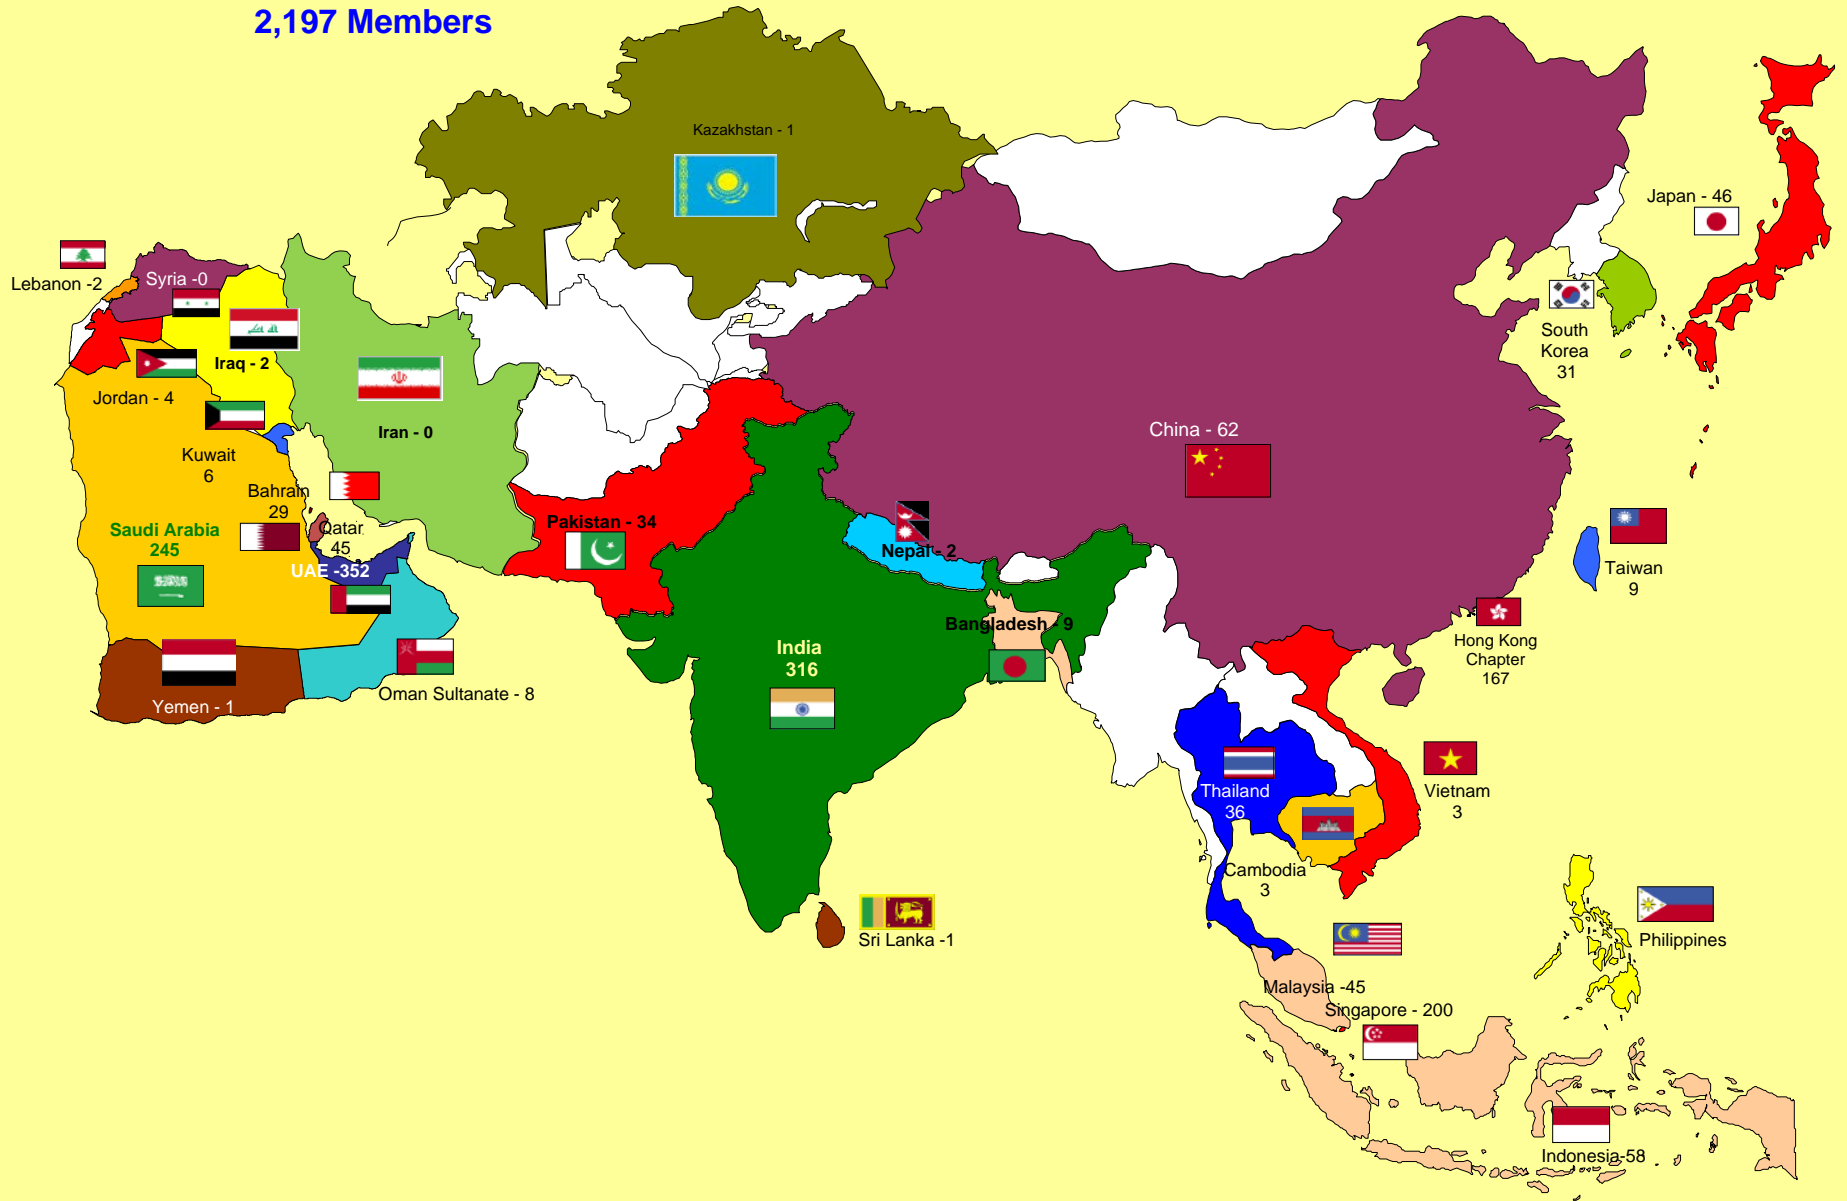 2,197 Members
Kazakhstan - 1
Japan - 46
Lebanon -2
Syria -0
South
Korea
31
Iraq - 2
Jordan - 4
Iran - 0
China - 62
Kuwait
6
Bahrain
29
Saudi Arabia
245
Qatar
45
UAE -352
Pakistan - 34
Nepal - 2
Taiwan
9
Bangladesh - 9
Hong Kong
Chapter
167
India
316
Oman Sultanate - 8
Yemen - 1
Thailand
36
Vietnam
3
Cambodia
3
Sri Lanka -1
Philippines
Malaysia -45
Singapore - 200
Indonesia-58